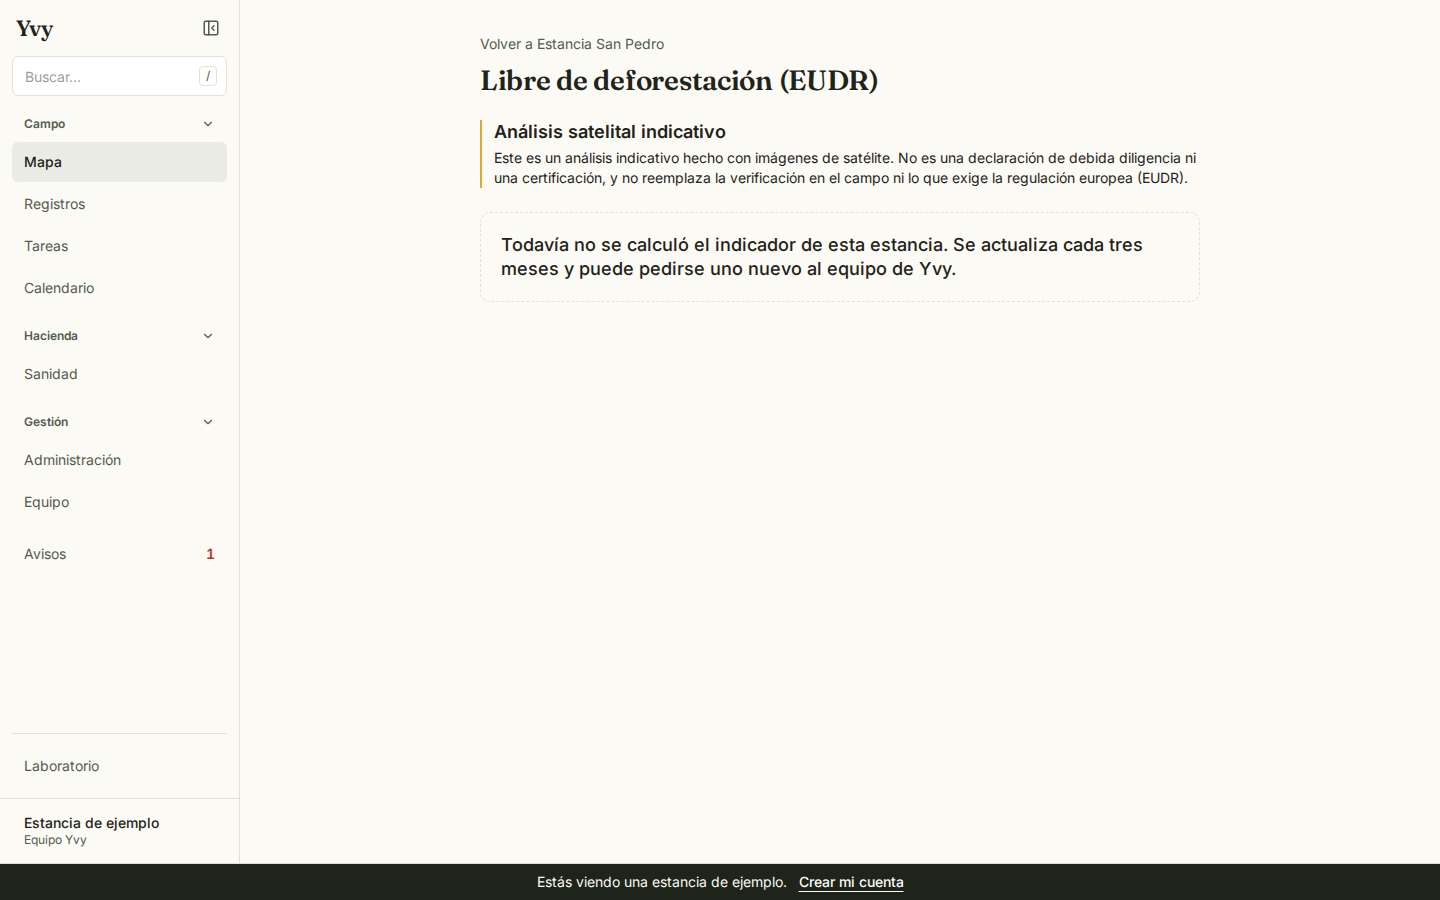 Yvy
Buscar...
/
Campo
Mapa
Registros
Tareas
Calendario
Hacienda
Sanidad
Gestión
Administración
Equipo
Avisos
1
Laboratorio
Estancia de ejemplo
Equipo Yvy
Volver a Estancia San Pedro
Libre de deforestación (EUDR)
Análisis satelital indicativo
Este es un análisis indicativo hecho con imágenes de satélite. No es una declaración de debida diligencia ni
una certificación, y no reemplaza la verificación en el campo ni lo que exige la regulación europea (EUDR).
Todavía no se calculó el indicador de esta estancia. Se actualiza cada tres
meses y puede pedirse uno nuevo al equipo de Yvy.
Estás viendo una estancia de ejemplo. Crear mi cuenta